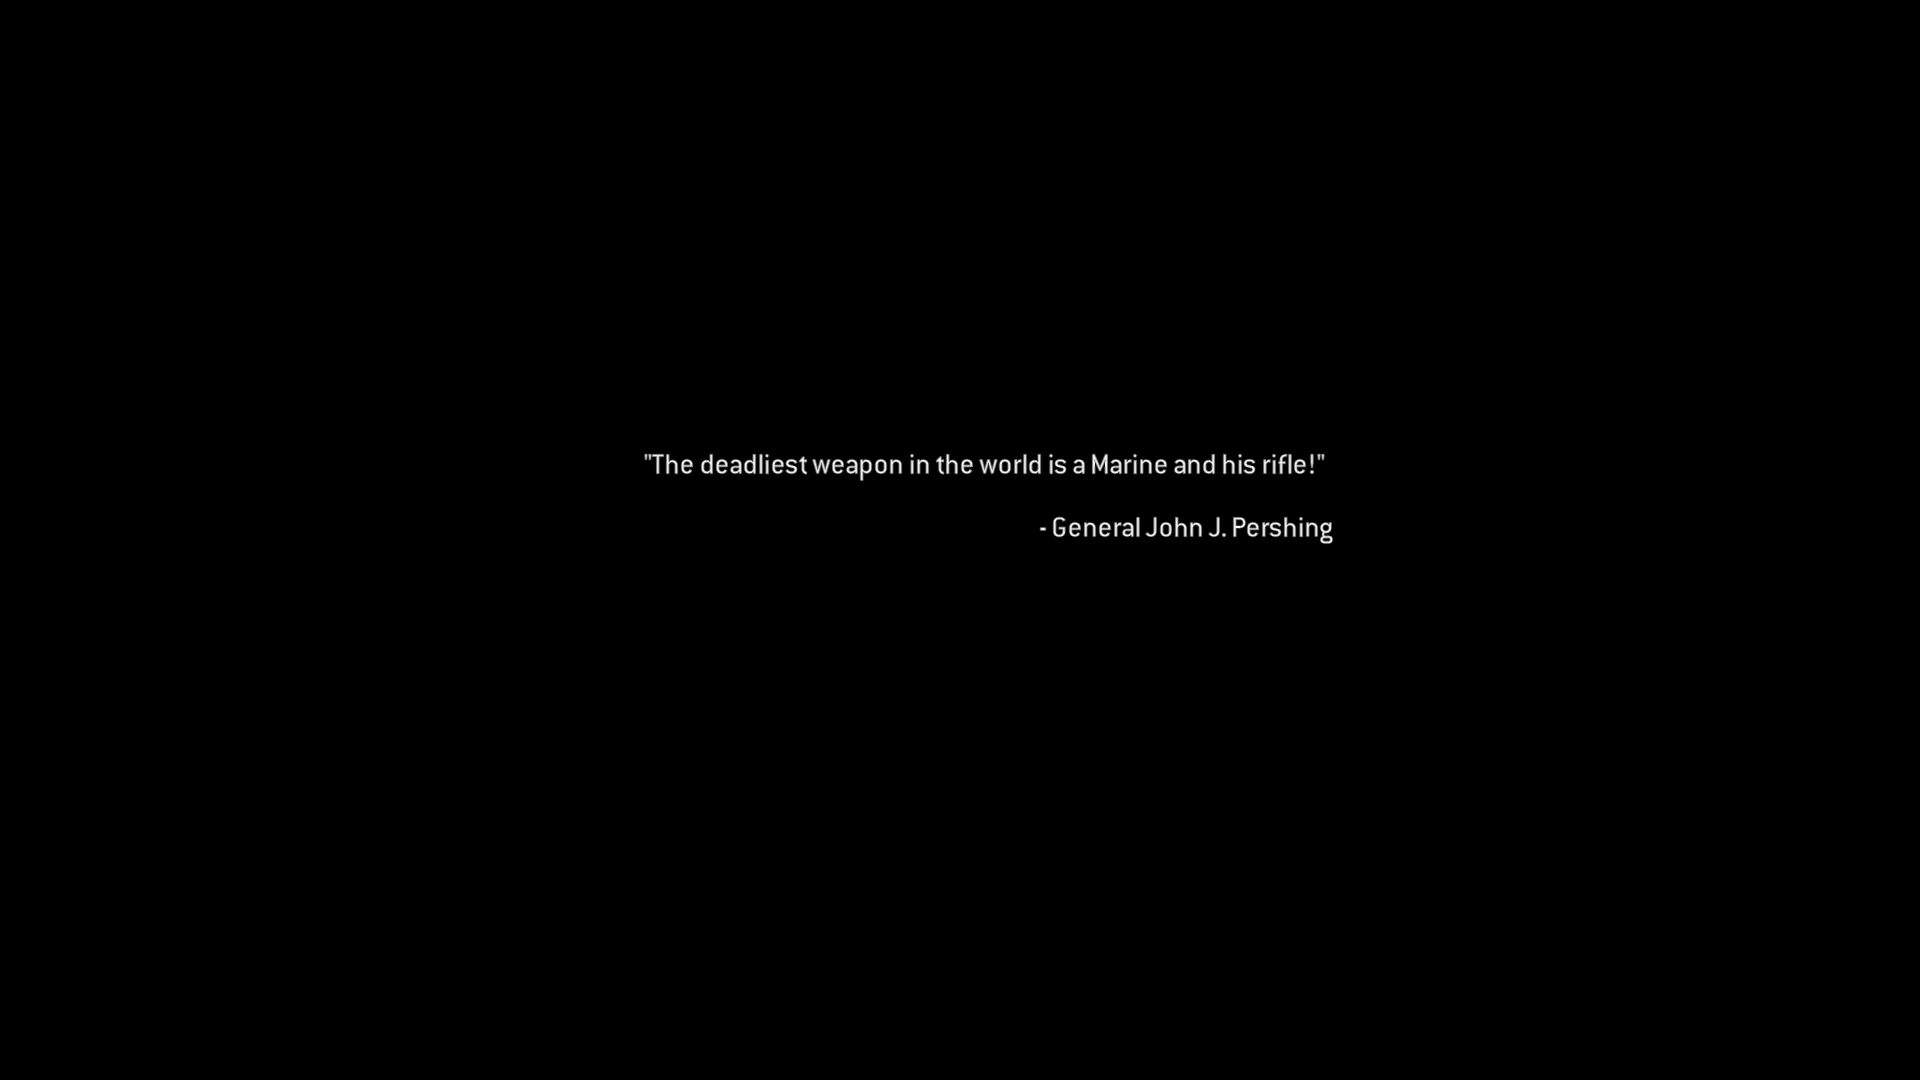 "The deadliest weapon in the world is a Marine and his rifle!"
- General John J. Pershing